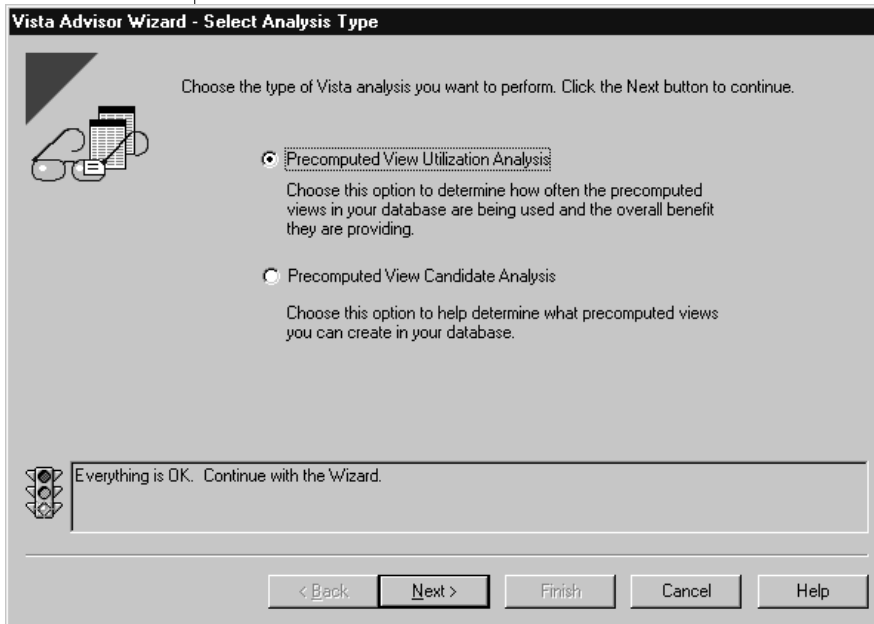 Vista Advisor Wizard - Select Analysis Type
Choose the type of Vista analysis you want to perform. Click the Next button to continue.
Precomputed View Utilization Analysis
Choose this option to determine how often the precomputed
views in your database are being used and the overall benefit
they are providing.
Precomputed View Candidate Analysis
Choose this option to help determine what precomputed views
you can create in your database.
Everything is OK. Continue with the Wizard.
< Back
Next >
Finish
Cancel
Help